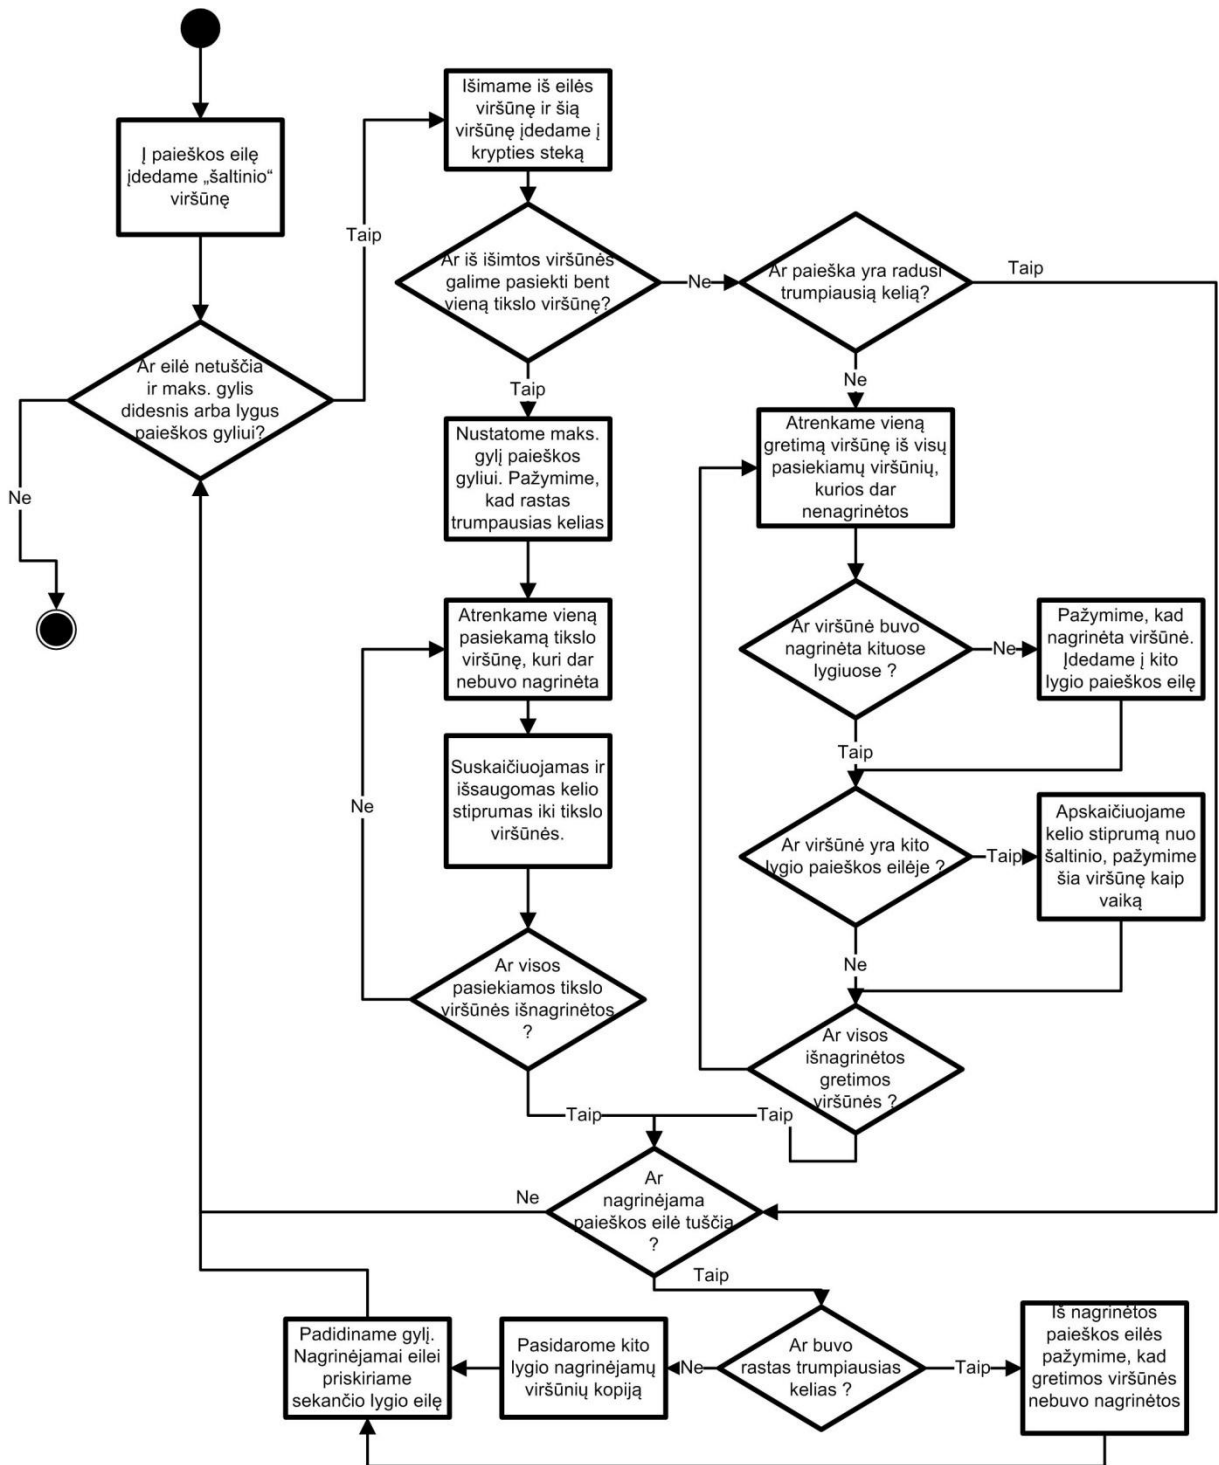 Į paieškos eilę
įdedame „šaltinio“
viršūnę
Ar eilė netuščia
ir maks. gylis
didesnis arba lygus
paieškos gyliui?
Ne
Taip
Išimame iš eilės
viršūnę ir šią
viršūnę įdedame į
krypties steką
Ar iš išimtos viršūnės
galime pasiekti bent
vieną tikslo viršūnę?
Ne
Ar paieška yra radusi
trumpiausią kelią?
Taip
Taip
Nustatome maks.
gylį paieškos
gyliui. Pažymime,
kad rastas
trumpausias kelias
Atrenkame vieną
pasiekamą tikslo
viršūnę, kuri dar
nebuvo nagrinėta
Suskaičiuojamas ir
išsaugomas kelio
stiprumas iki tikslo
viršūnės.
Ne
Ar visos
pasiekiamos tikslo
viršūnės išnagrinėtos
?
Taip
Ne
Atrenkame vieną
gretimą viršūnę iš visų
pasiekiamų viršūnių,
kurios dar
nenagrinėtos
Ar viršūnė buvo
nagrinėta kituose
lygiuose ?
Ne
Pažymime, kad
nagrinėta viršūnė.
Įdedame į kito
lygio paieškos eilę
Taip
Ar viršūnė yra kito
lygio paieškos eilėje ?
Taip
Apskaičiuojame
kelio stiprumą nuo
šaltinio, pažymime
šia viršūnę kaip
vaiką
Ne
Ar visos
išnagrinėtos
gretimos
viršūnės ?
Taip
Ar
nagrinėjama
paieškos eilė tuščia
?
Ne
Taip
Ar buvo
rastas trumpiausias
kelias ?
Ne
Pasidarome kito
lygio nagrinėjamų
viršūnių kopiją
Padidiname gylį.
Nagrinėjamai eilei
priskiriame
sekančio lygio eilę
Taip
Iš nagrinėtos
paieškos eilės
pažymime, kad
gretimos viršūnės
nebuvo nagrinėtos